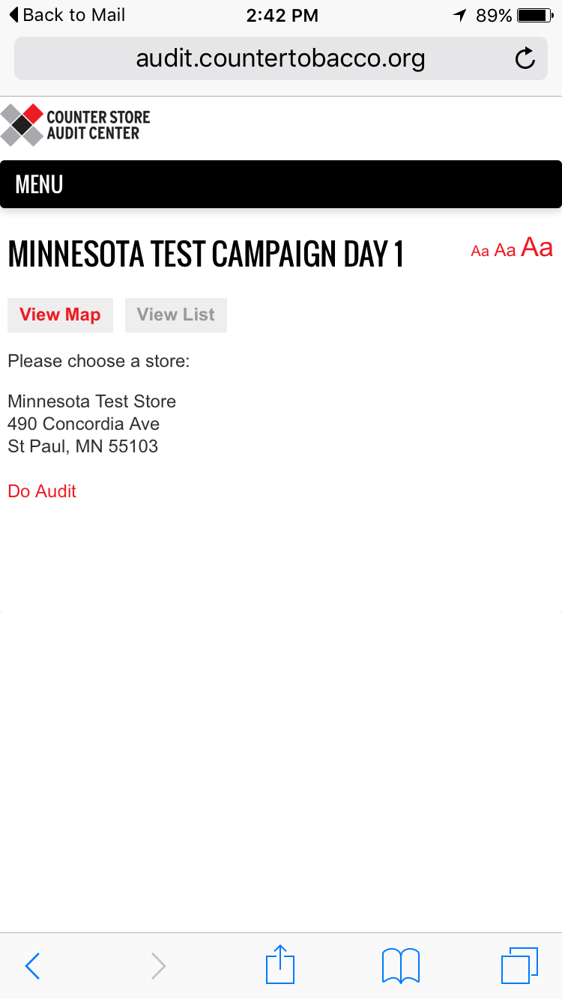 Back to Mail 2:42 PM 89%
audit.countertobacco.org
COUNTER STORE
AUDIT CENTER
MENU
MINNESOTA TEST CAMPAIGN DAY 1 Aa Aa Aa
View Map View List
Please choose a store:
Minnesota Test Store
490 Concordia Ave
St Paul, MN 55103
Do Audit